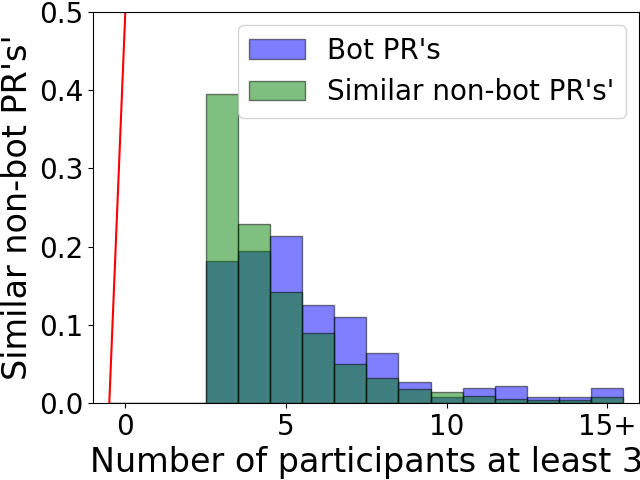 Similar non-bot PR's'
0.5
0.4
0.3
0.2
0.1
0.0
Bot PR's
Similar non-bot PR's'
0
5
10
15+
Number of participants at least 3